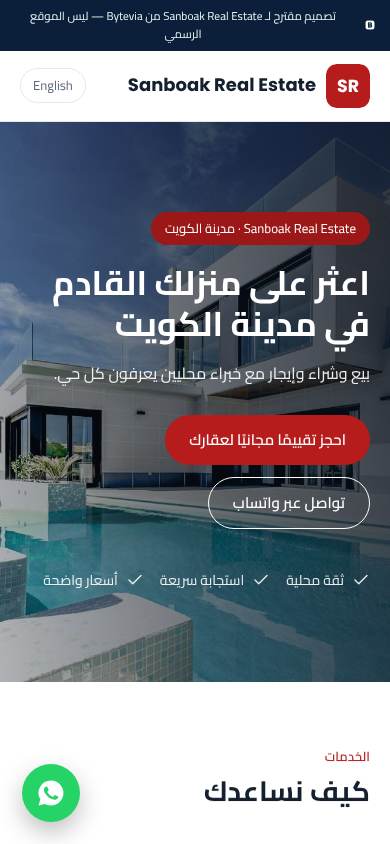 تصميم مقترح لـ Sanboak Real Estate من Bytevia — ليس الموقع
الرسمي
B
SR
Sanboak Real Estate
English
Sanboak Real Estate · مدينة الكويت
اعثر على منزلك القادم
في مدينة الكويت
بيع وشراء وإيجار مع خبراء محليين يعرفون كل حي.
احجز تقييمًا مجانيًا لعقارك
تواصل عبر واتساب
ثقة محلية
استجابة سريعة
أسعار واضحة
الخدمات
كيف نساعدك